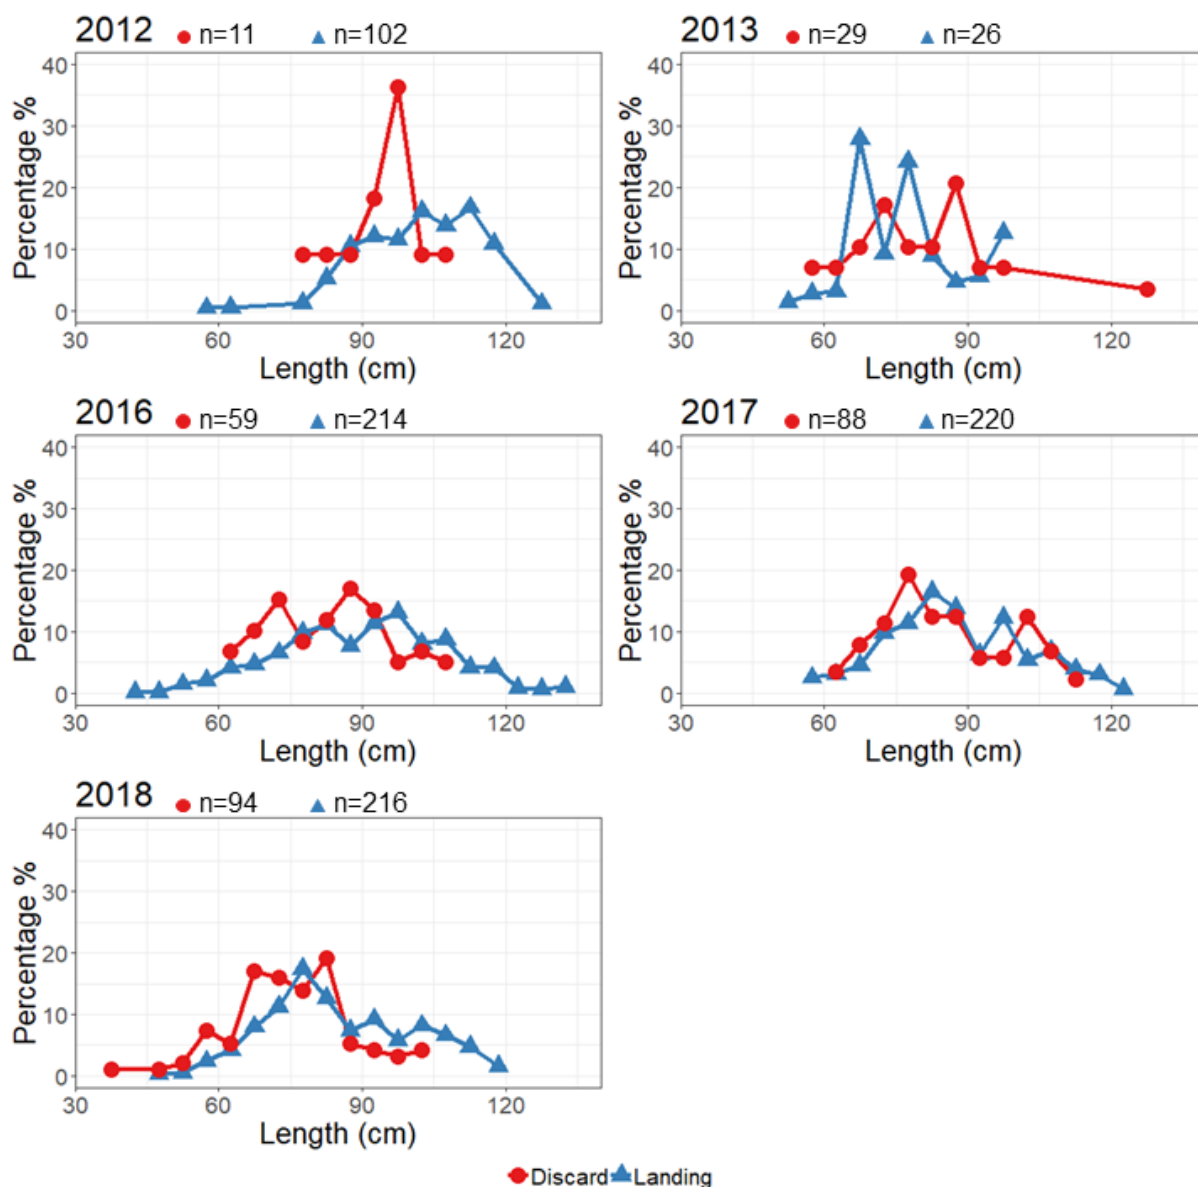 2012 n=11 n=102
40
30
20
10
0
Percentage %
30 60 90 120
Length (cm)
2013 n=29 n=26
40
30
20
10
0
Percentage %
30 60 90 120
Length (cm)
2016 n=59 n=214
40
30
20
10
0
Percentage %
30 60 90 120
Length (cm)
2017 n=88 n=220
40
30
20
10
0
Percentage %
30 60 90 120
Length (cm)
2018 n=94 n=216
40
30
20
10
0
Percentage %
30 60 90 120
Length (cm)
Discard Landing